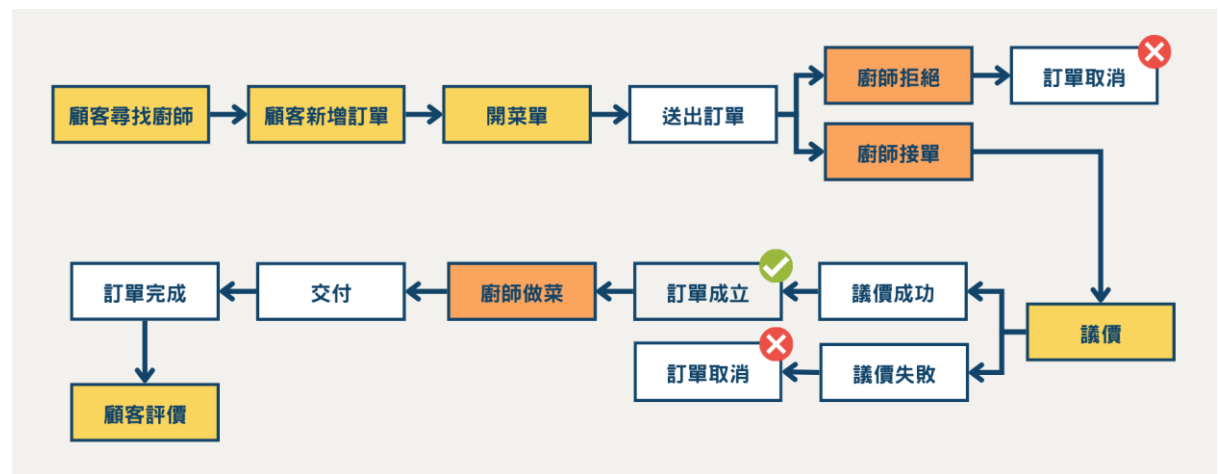 顧客尋找廚師
顧客新增訂單
開菜單
送出訂單
廚師拒絕
訂單取消
廚師接單
議價
議價成功
訂單成立
廚師做菜
交付
訂單完成
議價失敗
訂單取消
顧客評價